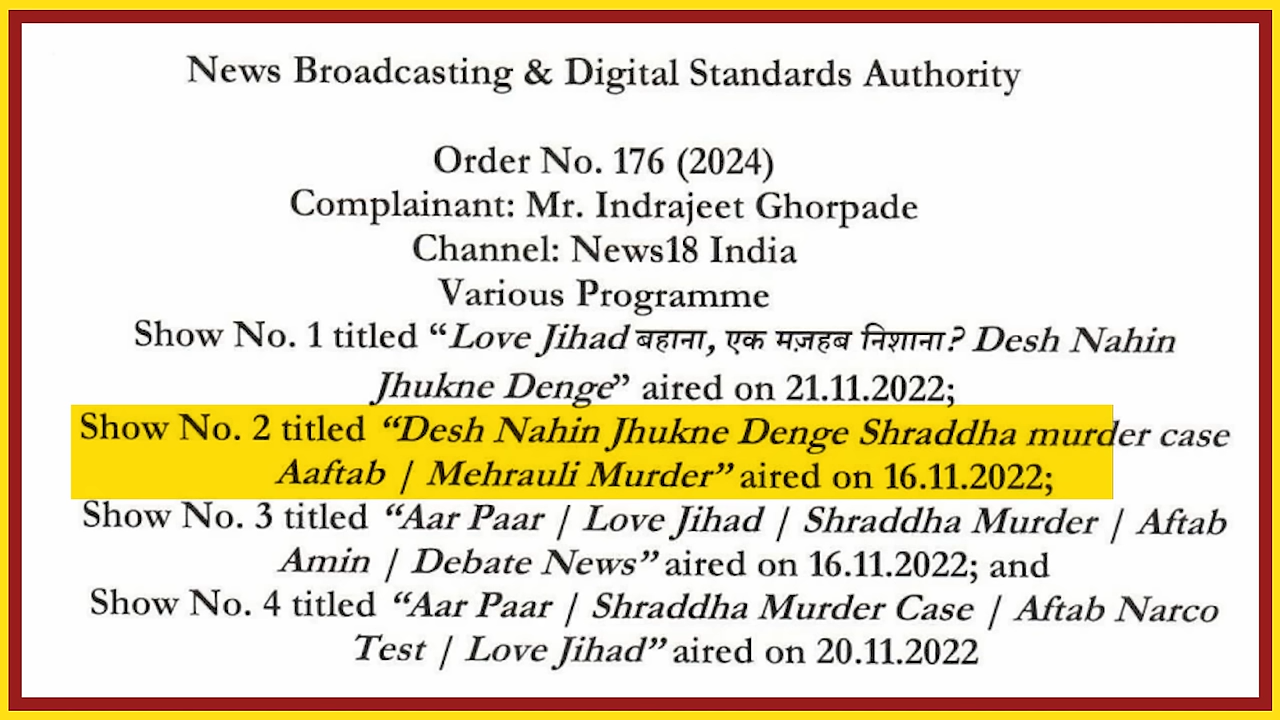 News Broadcasting & Digital Standards Authority
Order No. 176 (2024)
Complainant: Mr. Indrajeet Ghorpade
Channel: News18 India
Various Programme
Show No. 1 titled “Love Jihad बहाना, एक मज़हब निशाना? Desh Nahin
Jhukne Denge” aired on 21.11.2022;
Show No. 2 titled “Desh Nahin Jhukne Denge Shraddha murder case
Aaftab | Mehrauli Murder” aired on 16.11.2022;
Show No. 3 titled “Aar Paar | Love Jihad | Shraddha Murder | Aftab
Amin | Debate News” aired on 16.11.2022; and
Show No. 4 titled “Aar Paar | Shraddha Murder Case | Aftab Narco
Test | Love Jihad” aired on 20.11.2022